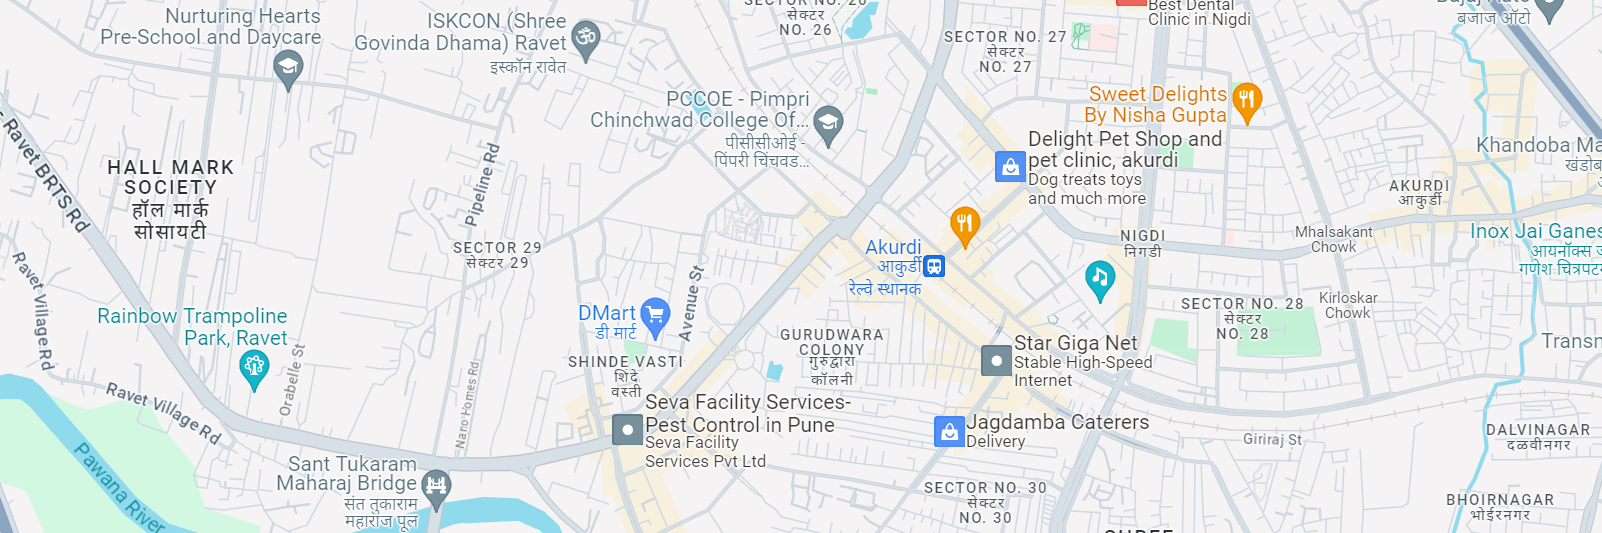 Nurturing Hearts
Pre-School and Daycare
ISKCON (Shree
Govinda Dhama) Ravet
इस्कॉन रावेत
सेक्टर
NO. 26
SECTOR NO. 27
सेक्टर
NO. 27
Best Dental
Clinic in Nigdi
बजाज ऑटो
PCCOE - Pimpri
Chinchwad College Of...
पीसीसीओई -
पिंपरी चिंचवड...
Sweet Delights
By Nisha Gupta
Delight Pet Shop and
pet clinic, akurdi
Dog treats toys
and much more
Khandoba Ma
खंडोब
AKURDI
आकुर्डी
Ravet BRTS Rd
HALL MARK
SOCIETY
हॉल मार्क
सोसायटी
Pipeline Rd
SECTOR 29
सेक्टर 29
Akurdi
आकुर्डी
रेल्वे स्थानक
NIGDI
निगडी
Mhalsakant
Chowk
Inox Jai Ganes
आयनॉक्स ज
गणेश चित्रपट
Ravet Village Rd
Rainbow Trampoline
Park, Ravet
Orabelle St
DMart
डी मार्ट
Avenue St
SECTOR NO. 28
सेक्टर
NO. 28
Kirloskar
Chowk
Transm
SHINDE VASTI
शिंदे
वस्ती
GURUDWARA
COLONY
गुरुद्वारा
कॉलनी
Star Giga Net
Stable High-Speed
Internet
Ravet Village Rd
Nano Homes Rd
Seva Facility Services-
Pest Control in Pune
Seva Facility
Services Pvt Ltd
Jagdamba Caterers
Delivery
Giriraj St
DALVINAGAR
दळवीनगर
Pawana River
Sant Tukaram
Maharaj Bridge
संत तुकाराम
महाराज पूल
SECTOR NO. 30
सेक्टर
NO. 30
BHOIRNAGAR
भोईरनगर